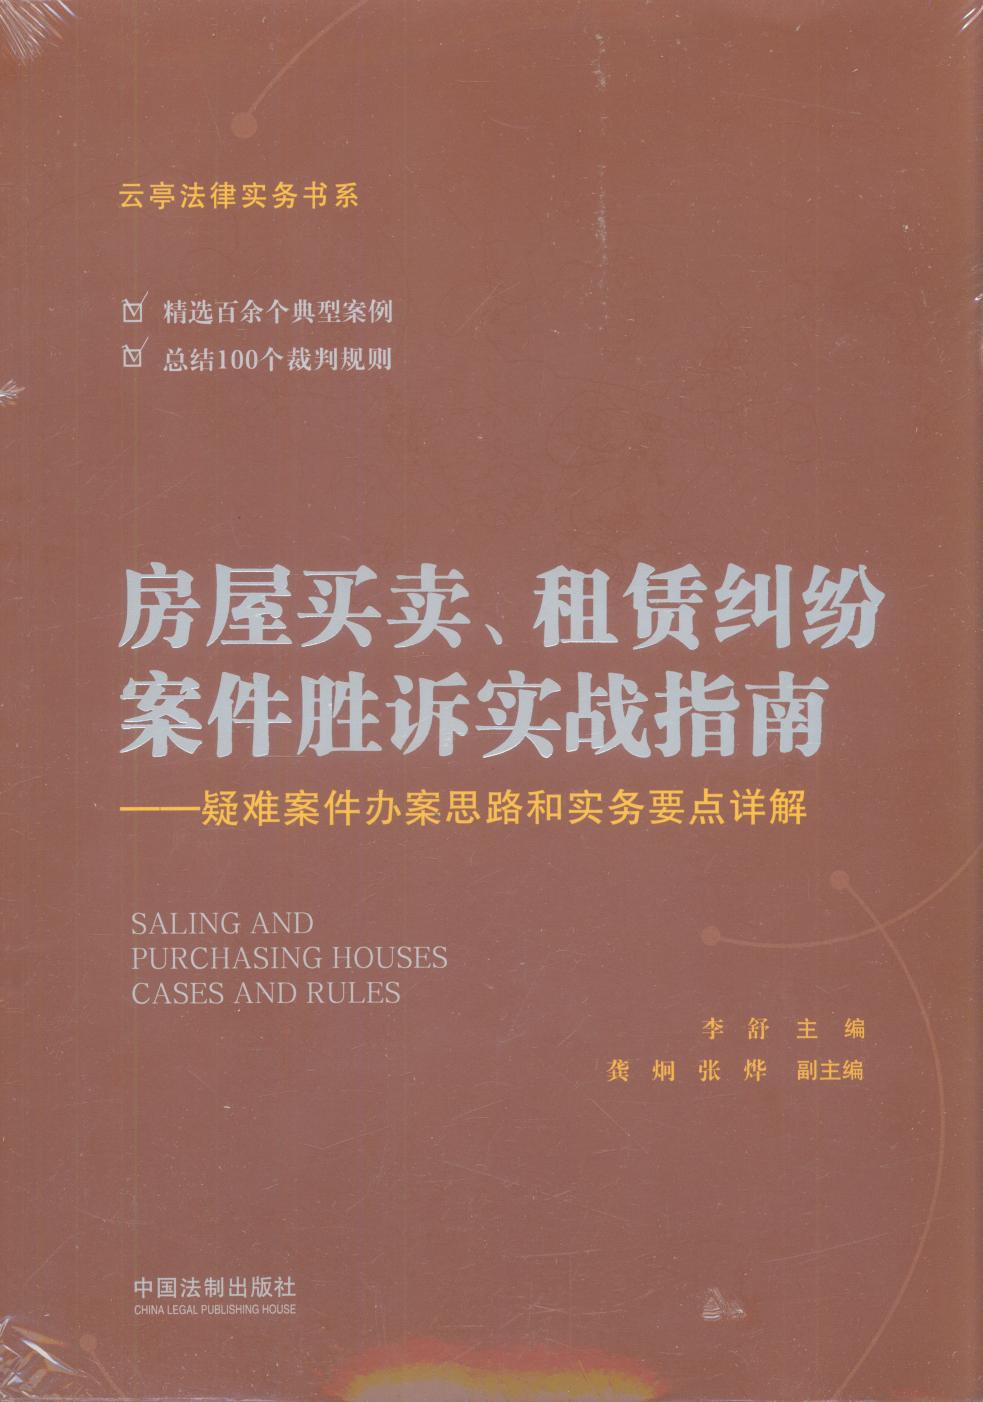 云亭法律实务书系
精选百余个典型案例
总结100个裁判规则
房屋买卖、租赁纠纷
案件胜诉实战指南
——疑难案件办案思路和实务要点详解
SALING AND
PURCHASING HOUSES
CASES AND RULES
李 舒 主 编
龚 炯 张 烨 副主编
中国法制出版社
CHINA LEGAL PUBLISHING HOUSE